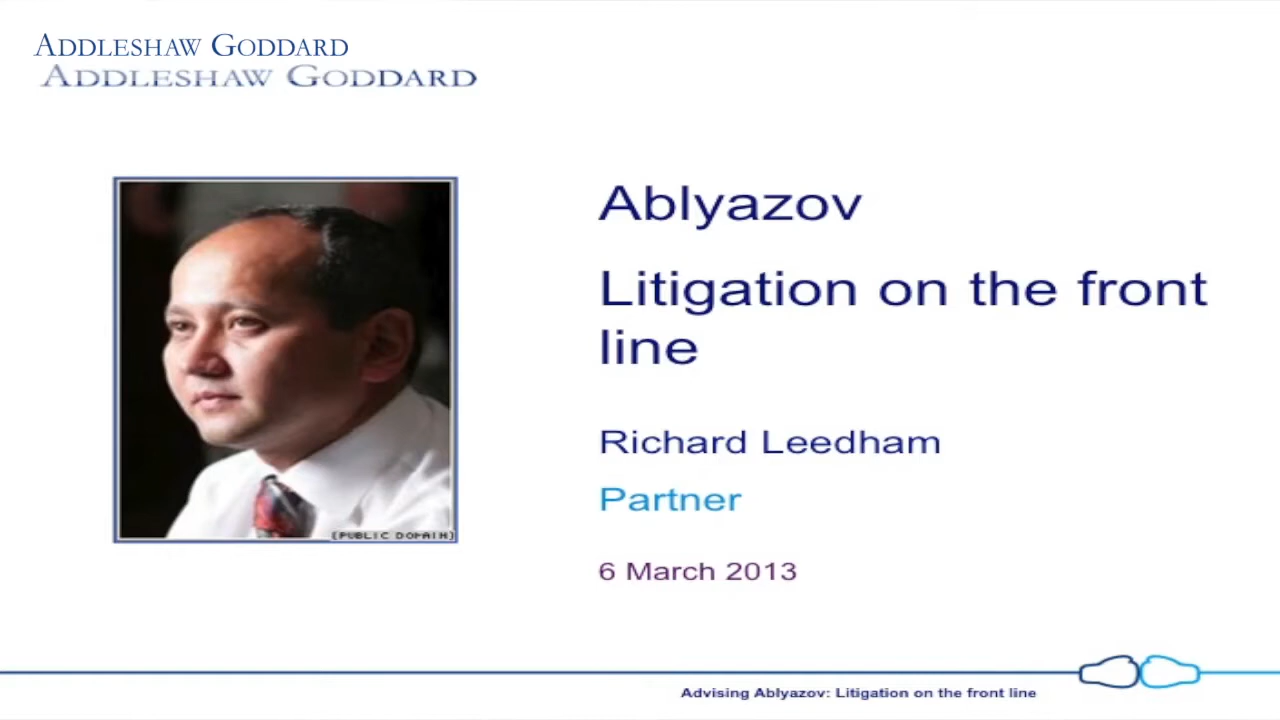 ADDLESHAW GODDARD
ADDLESHAW GODDARD
Ablyazov
Litigation on the front
line
Richard Leedham
Partner
6 March 2013
[PUBLIC DOMAIN]
Advising Ablyazov: Litigation on the front line